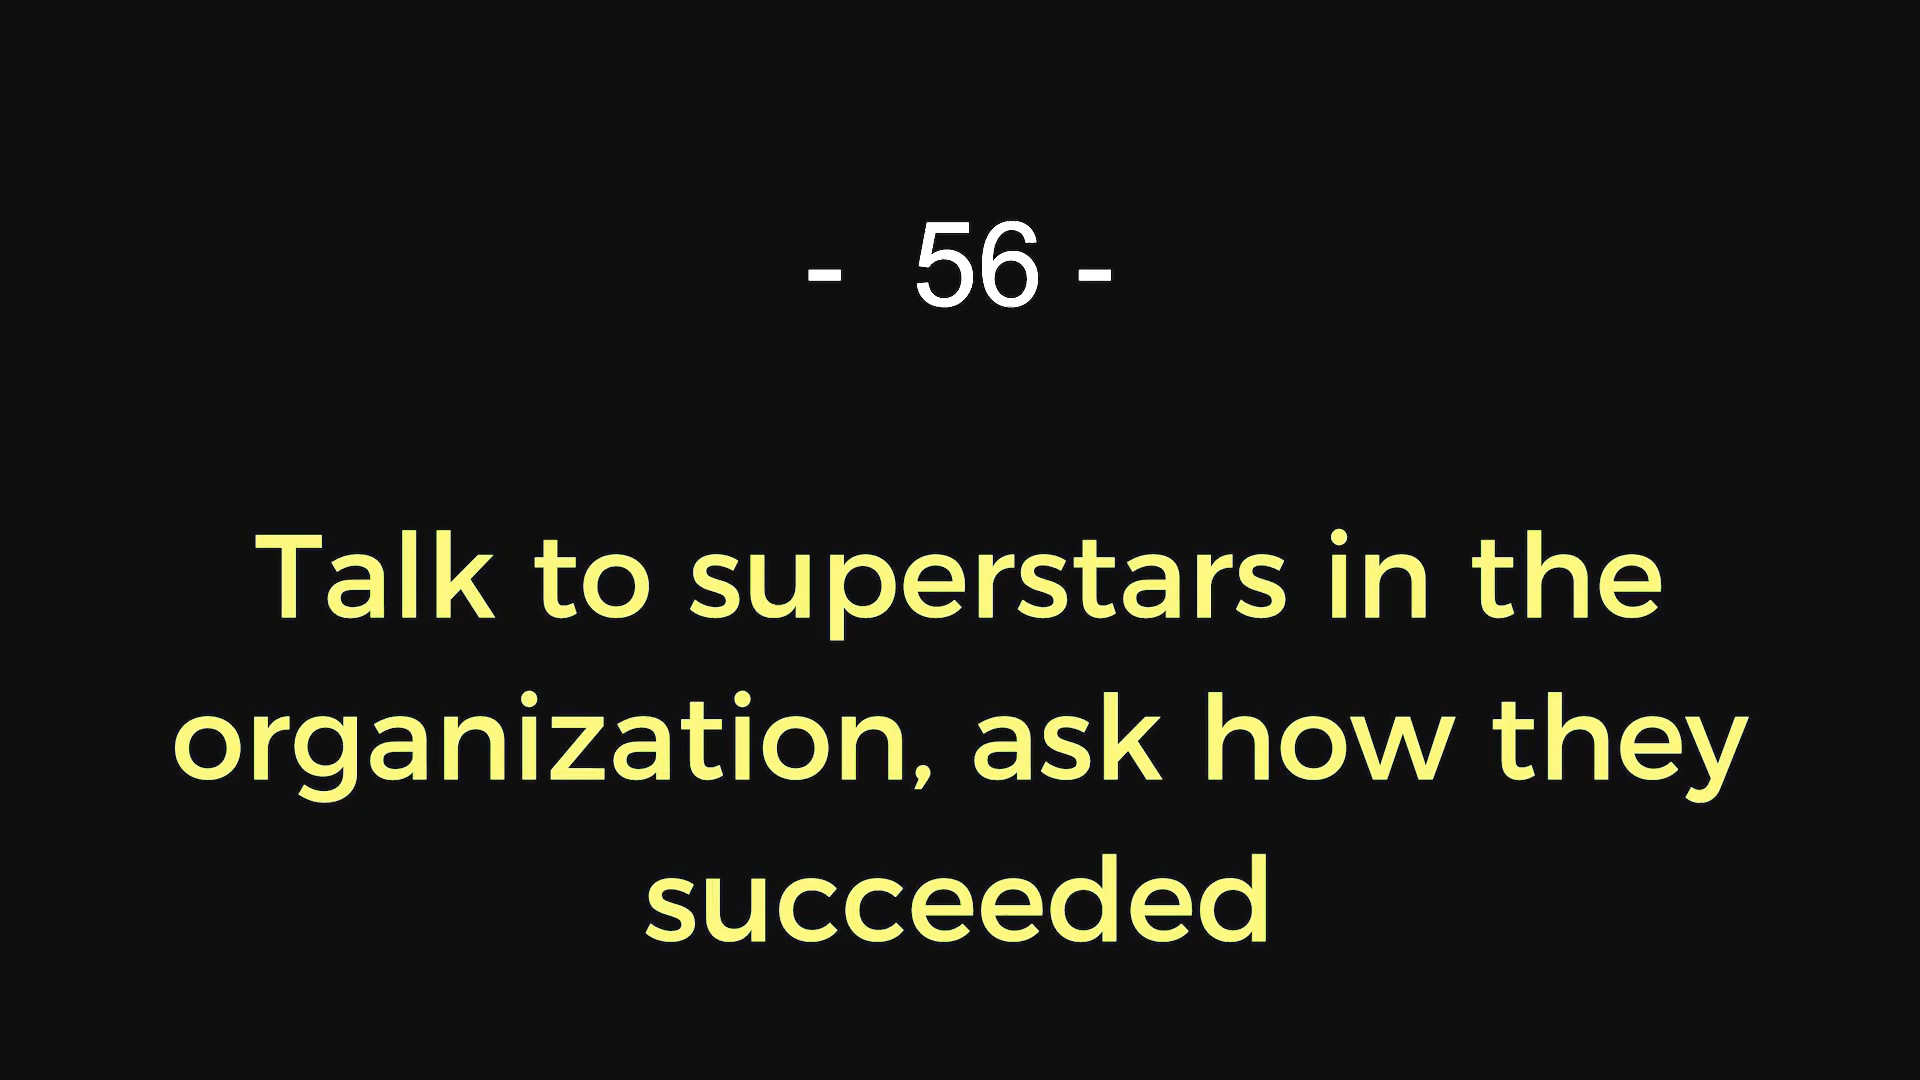 - 56 -
Talk to superstars in the
organization, ask how they
succeeded